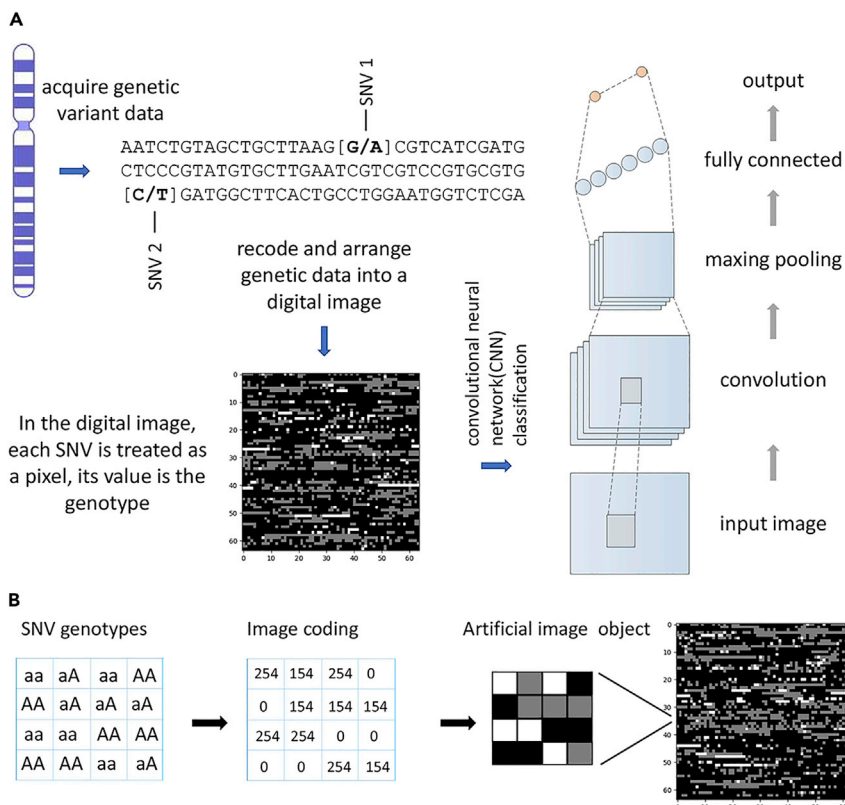 A
acquire genetic
variant data
SNV 1
AATCTGTAGCTGCTTAAG[G/A]CGTCATCGATG
CTCCCGTATGTGCTTGAATCGTCGTCCGTGCGTG
[C/T]GATGGCTTCACTGCCTGGAATGGTCTCGA
SNV 2
recode and arrange
genetic data into a
digital image
In the digital image,
each SNV is treated as
a pixel, its value is the
genotype
0
10
20
30
40
50
60
0 10 20 30 40 50 60
convolutional neural
network(CNN)
classification
output
fully connected
maxing pooling
convolution
input image
B
SNV genotypes
aa aA aa AA
AA aA aA aA
aa aa AA AA
AA AA aa aA
Image coding
254 154 254 0
0 154 154 154
254 254 0 0
0 0 254 154
Artificial image object
0
10
20
30
40
50
60